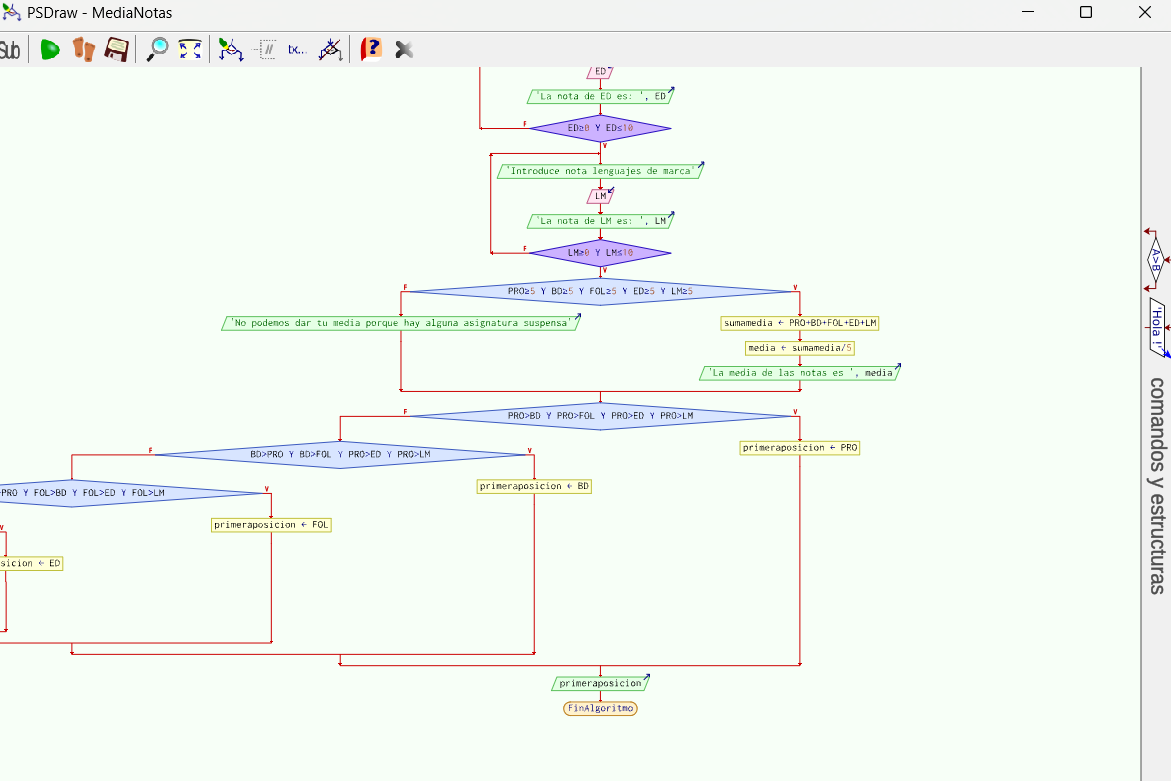 PSDraw - MediaNotas
Sub
tx...
ED
'La nota de ED es: ', ED
ED≥0 Y ED≤10
F
V
'Introduce nota lenguajes de marca'
LM
'La nota de LM es: ', LM
LM≥0 Y LM≤10
F
V
PRO≥5 Y BD≥5 Y FOL≥5 Y ED≥5 Y LM≥5
F
V
'No podemos dar tu media porque hay alguna asignatura suspensa'
sumamedia ← PRO+BD+FOL+ED+LM
media ← sumamedia/5
'La media de las notas es ', media
PRO>BD Y PRO>FOL Y PRO>ED Y PRO>LM
F
V
primeraposicion ← PRO
BD>PRO Y BD>FOL Y PRO>ED Y PRO>LM
F
V
primeraposicion ← BD
>PRO Y FOL>BD Y FOL>ED Y FOL>LM
V
primeraposicion ← FOL
V
sicion ← ED
primeraposicion
FinAlgoritmo
A>B
'Hola !'
comandos y estructuras